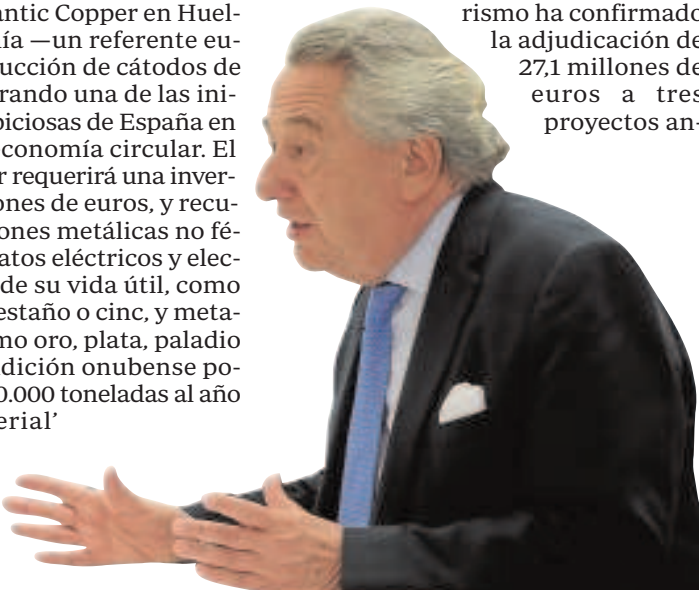 antic Copper en Huel-
ía —un referente eu-
ucción de cátodos de
rando una de las ini-
biciosas de España en
conomía circular. El
r requerirá una inver-
ones de euros, y recu-
ones metálicas no fé-
atos eléctricos y elec-
de su vida útil, como
estaño o cinc, y meta-
mo oro, plata, paladio
dición onubense po-
0.000 toneladas al año
erial’
rismo ha confirmado
la adjudicación de
27,1 millones de
euros a tres
proyectos an-